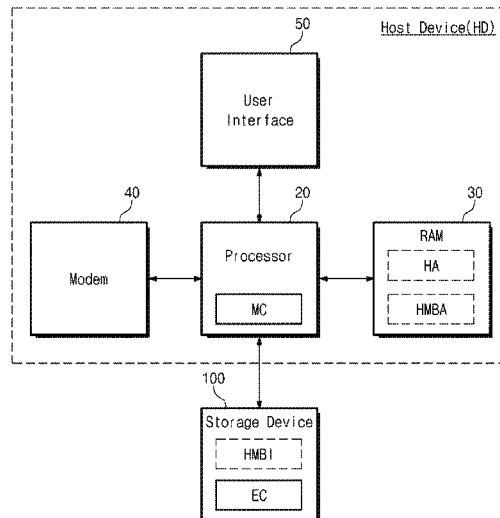 Host Device(HD)
50
User
Interface
40
20
30
Modem
Processor
MC
RAM
HA
HMBA
100
Storage Device
HMBI
EC